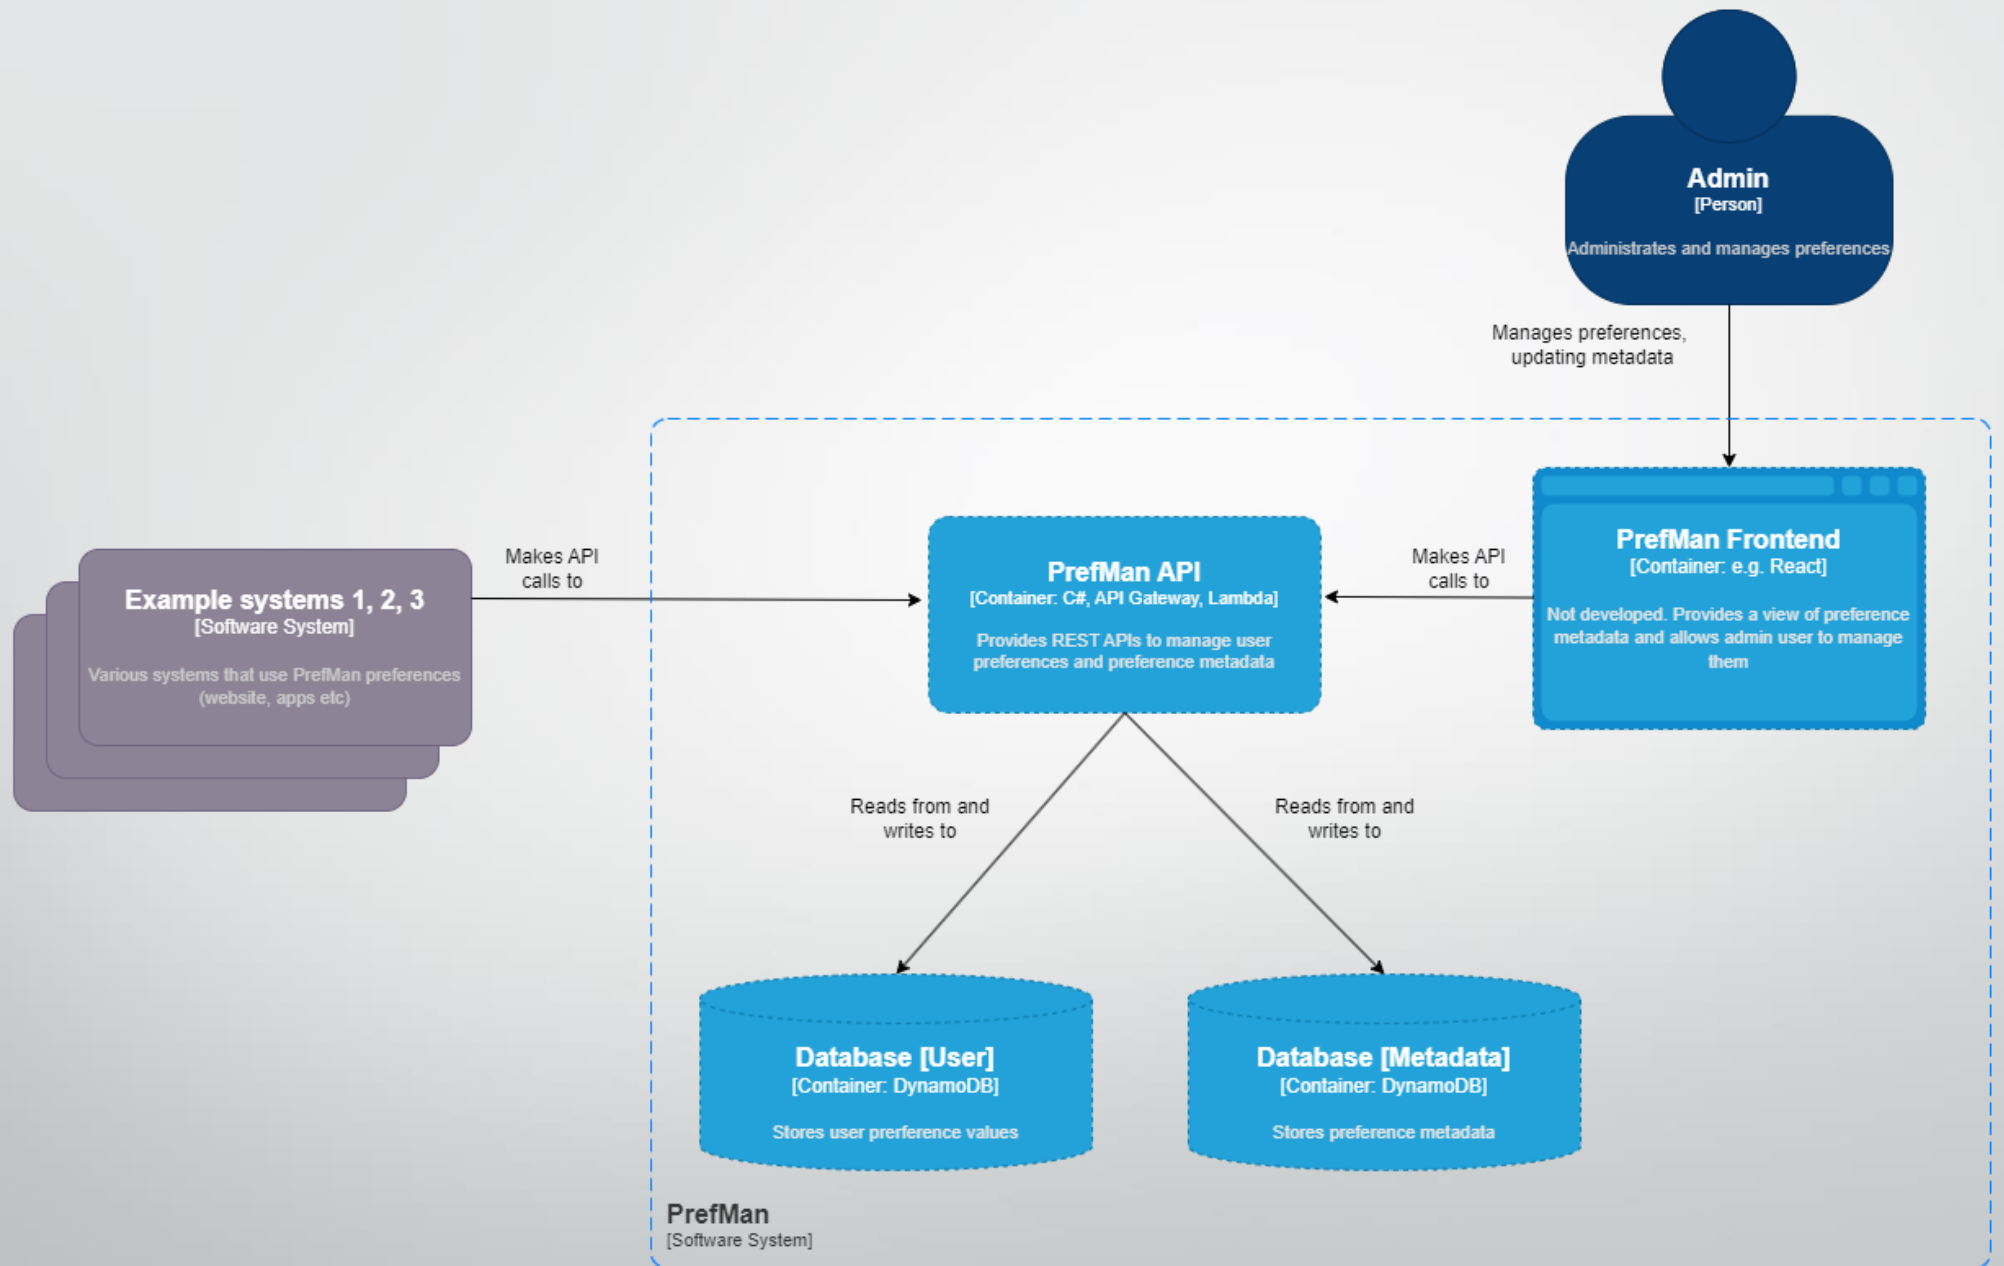 Admin
[Person]
Administrates and manages preferences
Manages preferences,
updating metadata
Example systems 1, 2, 3
[Software System]
Various systems that use PrefMan preferences
(website, apps etc)
Makes API
calls to
PrefMan API
[Container: C#, API Gateway, Lambda]
Provides REST APIs to manage user
preferences and preference metadata
Makes API
calls to
PrefMan Frontend
[Container: e.g. React]
Not developed. Provides a view of preference
metadata and allows admin user to manage
them
Reads from and
writes to
Reads from and
writes to
Database [User]
[Container: DynamoDB]
Stores user prerference values
Database [Metadata]
[Container: DynamoDB]
Stores preference metadata
PrefMan
[Software System]